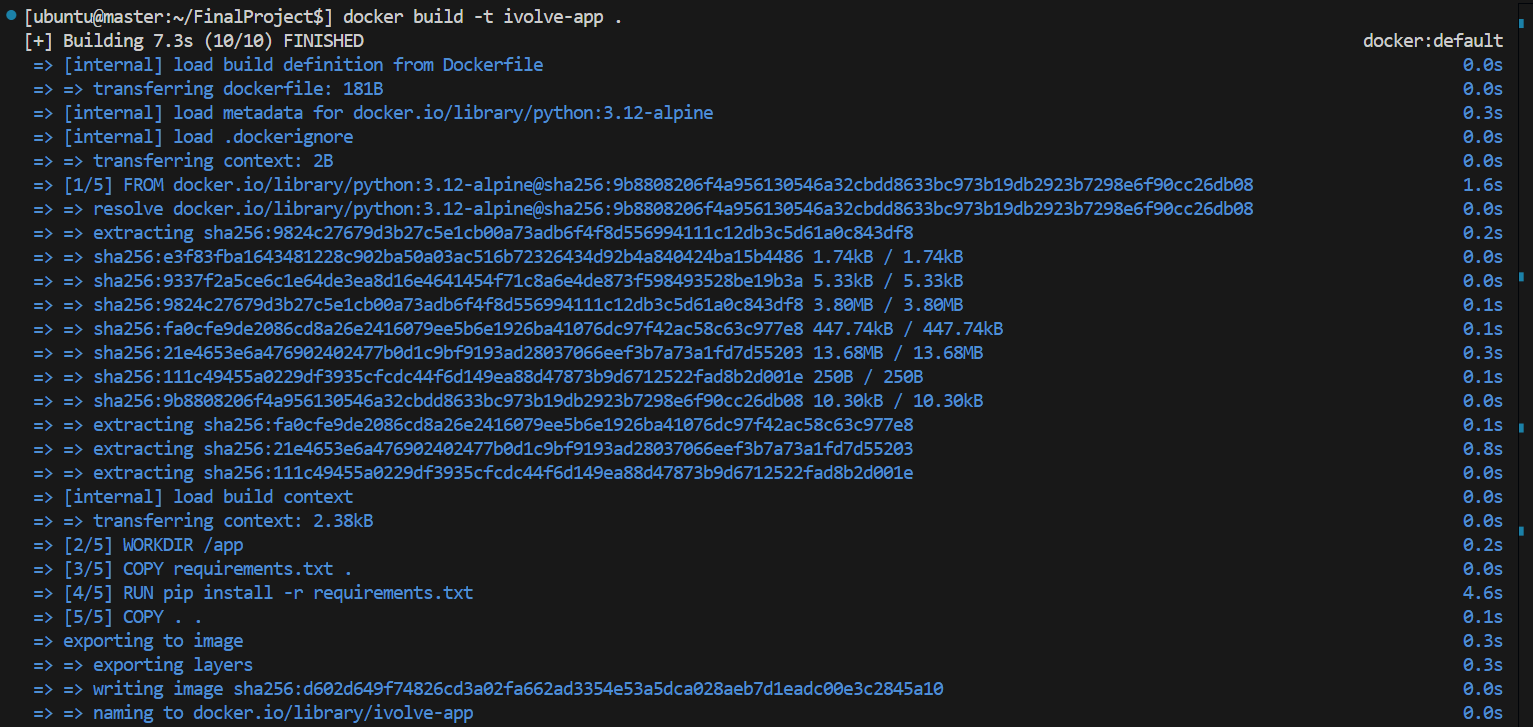 [ubuntu@master:~/FinalProject$] docker build -t ivolve-app .
[+] Building 7.3s (10/10) FINISHED docker:default
=> [internal] load build definition from Dockerfile 0.0s
=> => transferring dockerfile: 181B 0.0s
=> [internal] load metadata for docker.io/library/python:3.12-alpine 0.3s
=> [internal] load .dockerignore 0.0s
=> => transferring context: 2B 0.0s
=> [1/5] FROM docker.io/library/python:3.12-alpine@sha256:9b8808206f4a956130546a32cbdd8633bc973b19db2923b7298e6f90cc26db08 1.6s
=> => resolve docker.io/library/python:3.12-alpine@sha256:9b8808206f4a956130546a32cbdd8633bc973b19db2923b7298e6f90cc26db08 0.0s
=> => extracting sha256:9824c27679d3b27c5e1cb00a73adb6f4f8d556994111c12db3c5d61a0c843df8 0.2s
=> => sha256:e3f83fba1643481228c902ba50a03ac516b72326434d92b4a840424ba15b4486 1.74kB / 1.74kB 0.0s
=> => sha256:9337f2a5ce6c1e64de3ea8d16e4641454f71c8a6e4de873f598493528be19b3a 5.33kB / 5.33kB 0.0s
=> => sha256:9824c27679d3b27c5e1cb00a73adb6f4f8d556994111c12db3c5d61a0c843df8 3.80MB / 3.80MB 0.1s
=> => sha256:fa0cfe9de2086cd8a26e2416079ee5b6e1926ba41076dc97f42ac58c63c977e8 447.74kB / 447.74kB 0.1s
=> => sha256:21e4653e6a476902402477b0d1c9bf9193ad28037066eef3b7a73a1fd7d55203 13.68MB / 13.68MB 0.3s
=> => sha256:111c49455a0229df3935cfcdc44f6d149ea88d47873b9d6712522fad8b2d001e 250B / 250B 0.1s
=> => sha256:9b8808206f4a956130546a32cbdd8633bc973b19db2923b7298e6f90cc26db08 10.30kB / 10.30kB 0.0s
=> => extracting sha256:fa0cfe9de2086cd8a26e2416079ee5b6e1926ba41076dc97f42ac58c63c977e8 0.1s
=> => extracting sha256:21e4653e6a476902402477b0d1c9bf9193ad28037066eef3b7a73a1fd7d55203 0.8s
=> => extracting sha256:111c49455a0229df3935cfcdc44f6d149ea88d47873b9d6712522fad8b2d001e 0.0s
=> [internal] load build context 0.0s
=> => transferring context: 2.38kB 0.0s
=> [2/5] WORKDIR /app 0.2s
=> [3/5] COPY requirements.txt . 0.0s
=> [4/5] RUN pip install -r requirements.txt 4.6s
=> [5/5] COPY . . 0.1s
=> exporting to image 0.3s
=> => exporting layers 0.3s
=> => writing image sha256:d602d649f74826cd3a02fa662ad3354e53a5dca028aeb7d1eadc00e3c2845a10 0.0s
=> => naming to docker.io/library/ivolve-app 0.0s